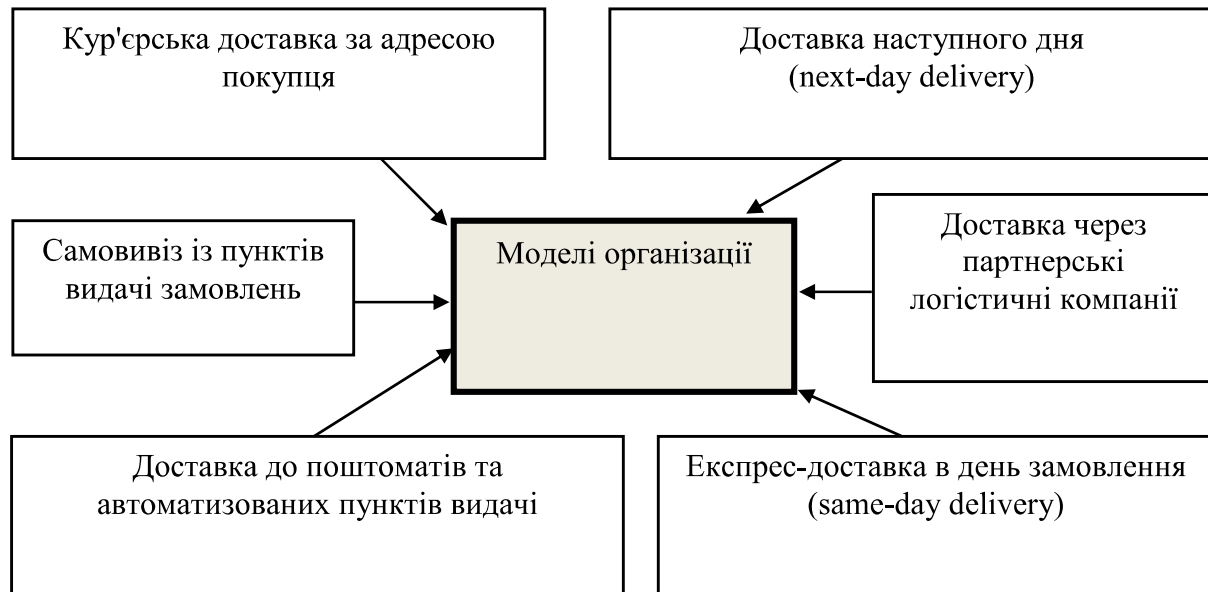 Кур'єрська доставка за адресою
покупця
Доставка наступного дня
(next-day delivery)
Самовивіз із пунктів
видачі замовлень
Моделі організації
Доставка через
партнерські
логістичні компанії
Доставка до поштоматів та
автоматизованих пунктів видачі
Експрес-доставка в день замовлення
(same-day delivery)